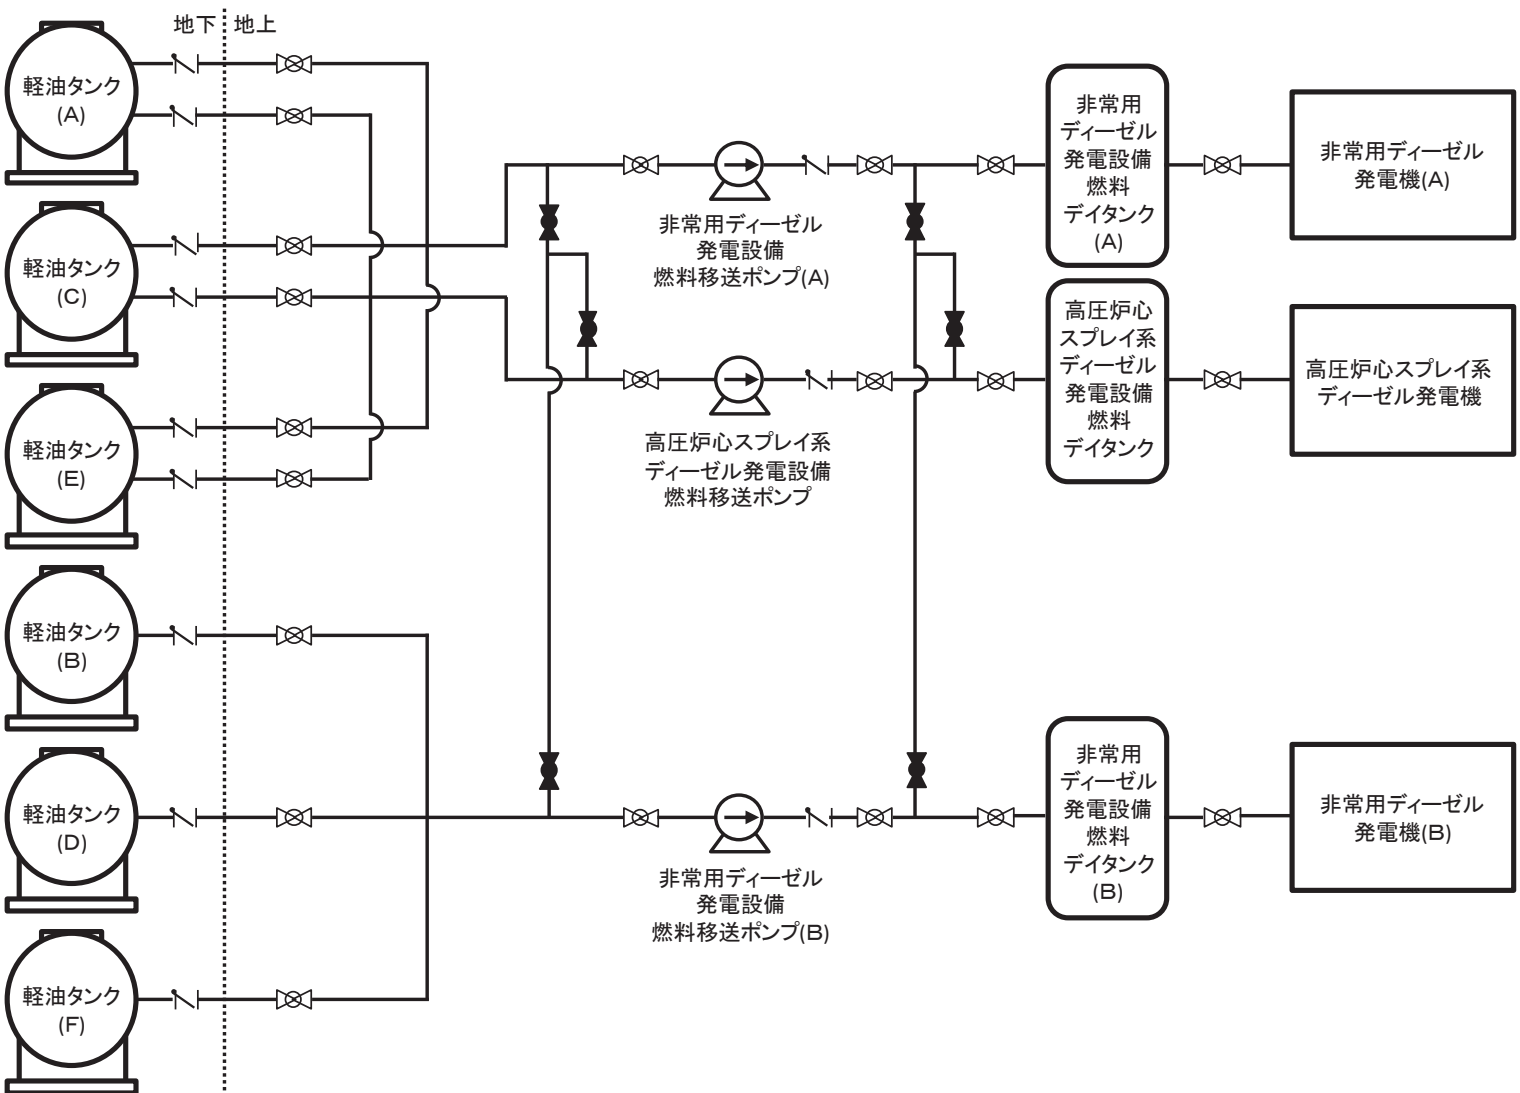 地下
地上
軽油タンク
(A)
軽油タンク
(C)
軽油タンク
(E)
軽油タンク
(B)
軽油タンク
(D)
軽油タンク
(F)
非常用ディーゼル
発電設備
燃料移送ポンプ(A)
高圧炉心スプレイ系
ディーゼル発電設備
燃料移送ポンプ
非常用ディーゼル
発電設備
燃料移送ポンプ(B)
非常用
ディーゼル
発電設備
燃料
デイタンク
(A)
高圧炉心
スプレイ系
ディーゼル
発電設備
燃料
デイタンク
非常用
ディーゼル
発電設備
燃料
デイタンク
(B)
非常用ディーゼル
発電機(A)
高圧炉心スプレイ系
ディーゼル発電機
非常用ディーゼル
発電機(B)